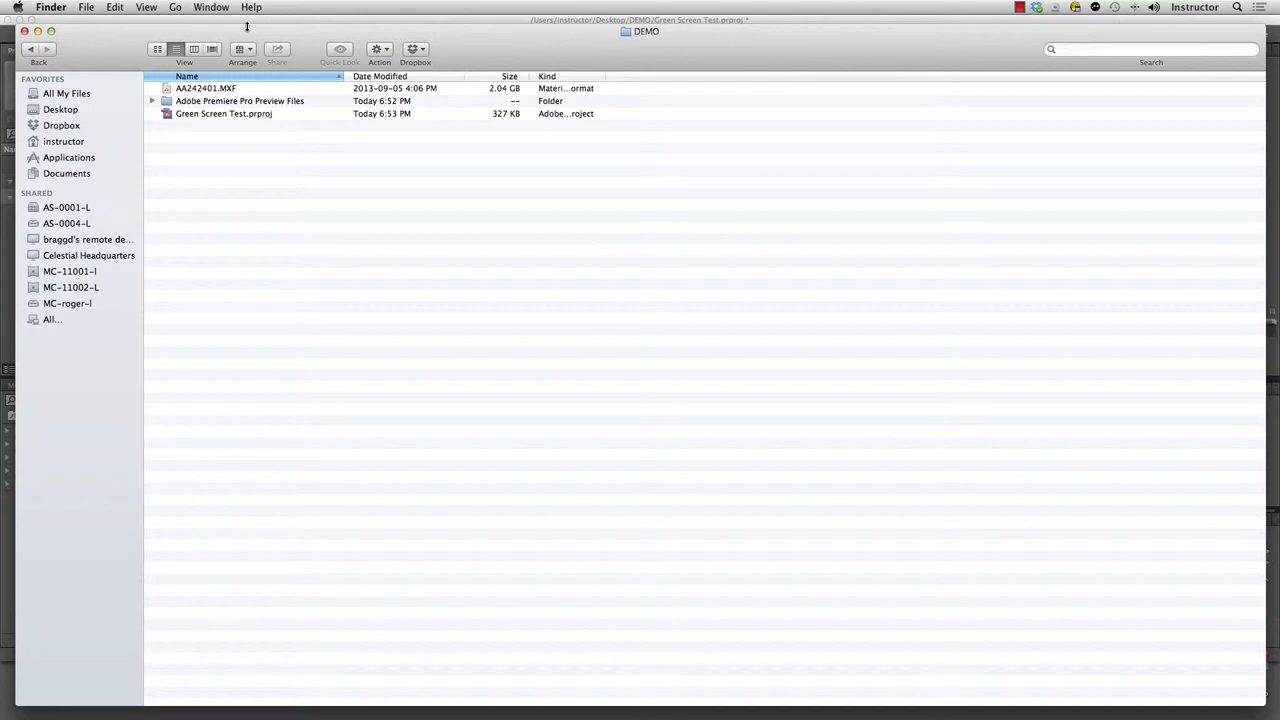 Finder File Edit View Go Window Help Instructor
/Users/instructor/Desktop/DEMO/Green Screen Test.prproj *
DEMO
Back View Arrange Share Quick Look Action Dropbox Search
FAVORITES
All My Files
Desktop
Dropbox
instructor
Applications
Documents
SHARED
AS-0001-L
AS-0004-L
braggd's remote de...
Celestial Headquarters
MC-11001-l
MC-11002-L
MC-roger-l
All...
Name Date Modified Size Kind
AA242401.MXF 2013-09-05 4:06 PM 2.04 GB Materi...ormat
Adobe Premiere Pro Preview Files Today 6:52 PM -- Folder
Green Screen Test.prproj Today 6:53 PM 327 KB Adobe...roject